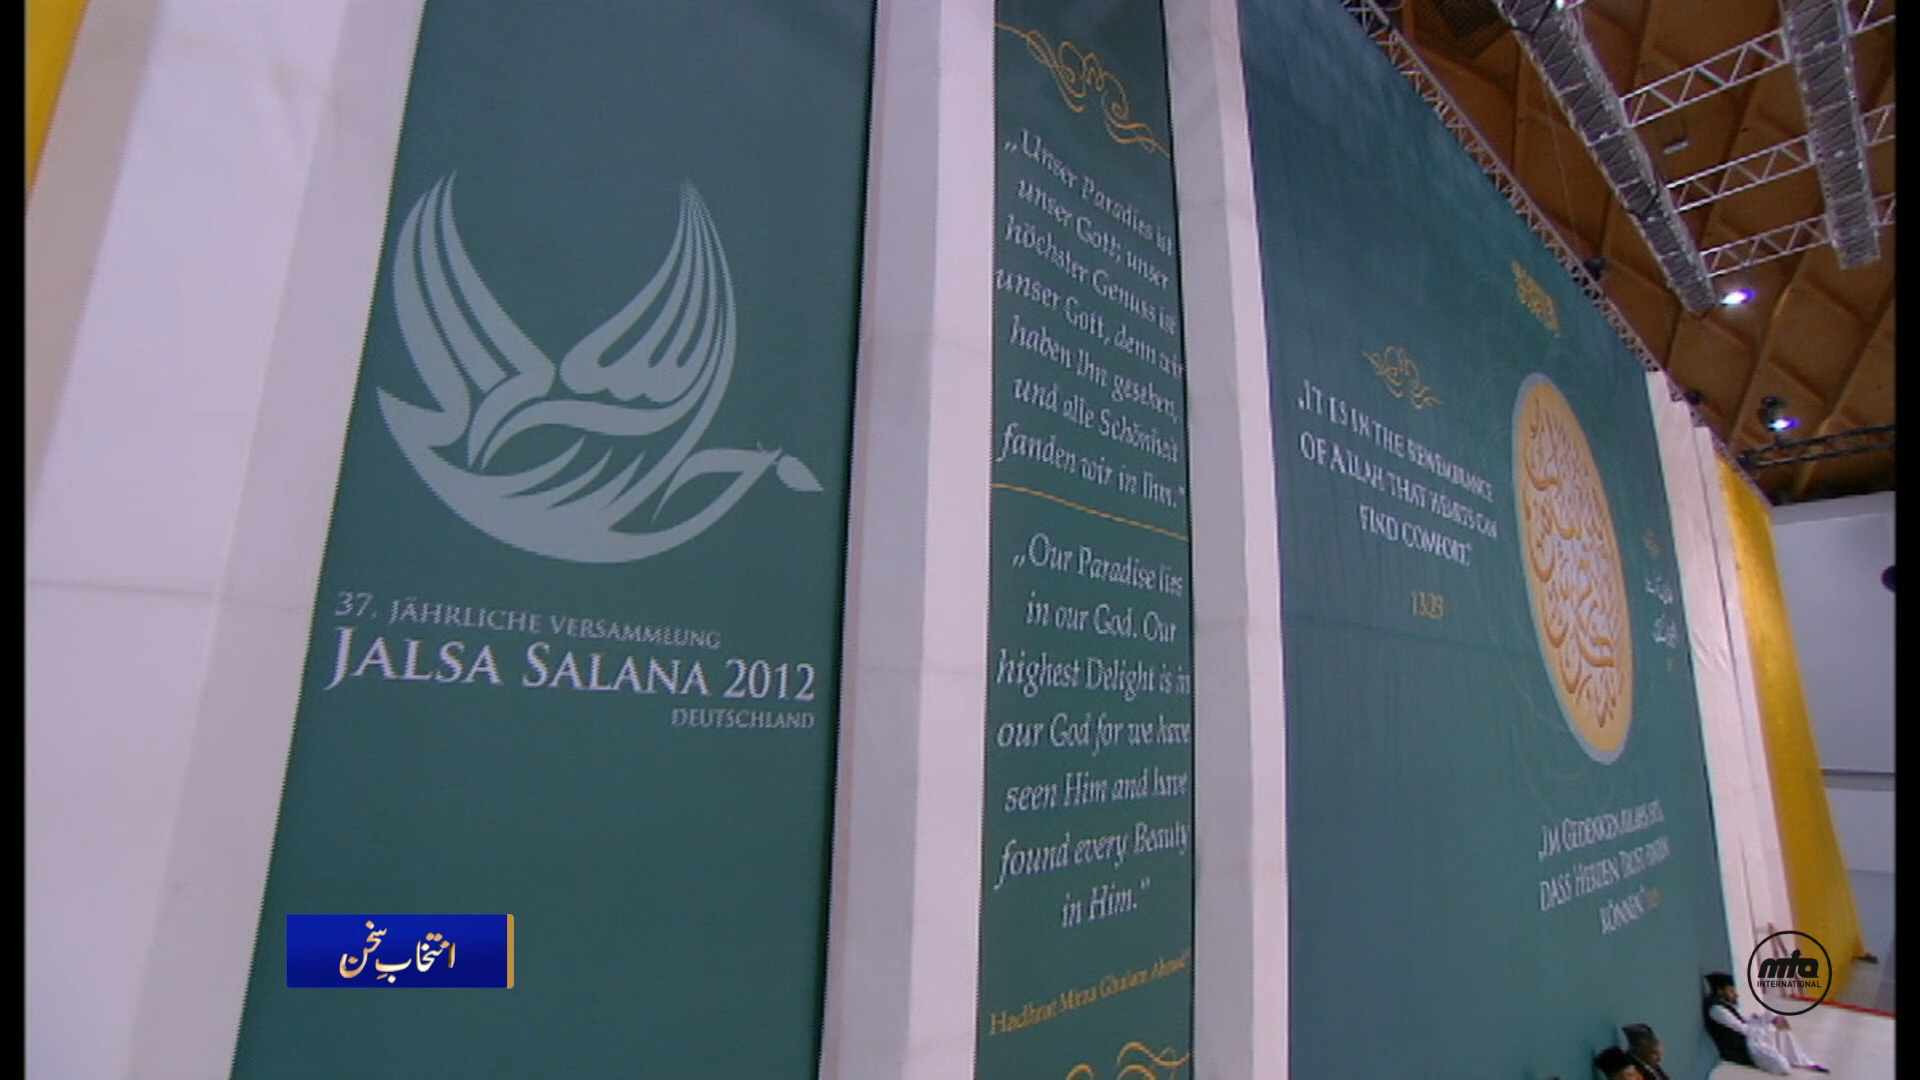 37. JÄHRLICHE VERSAMMLUNG
JALSA SALANA 2012
DEUTSCHLAND
„Unser Paradies ist
unser Gott; unser
höchster Genuss ist
unser Gott, denn wir
haben Ihn gesehen,
und alle Schönheit
fanden wir in Ihm."
„Our Paradise lies
in our God. Our
highest Delight is in
our God for we have
seen Him and have
found every Beauty
in Him."
Hadhrat Mirza Ghulam Ahmad
„IT IS IN THE REMEMBRANCE
OF ALLAH THAT HEARTS CAN
FIND COMFORT."
13:29
„IM GEDENKEN ALLAHS IST'S,
DASS HERZEN TROST FINDEN
KÖNNEN"
انتخابِ سخن
mta
INTERNATIONAL